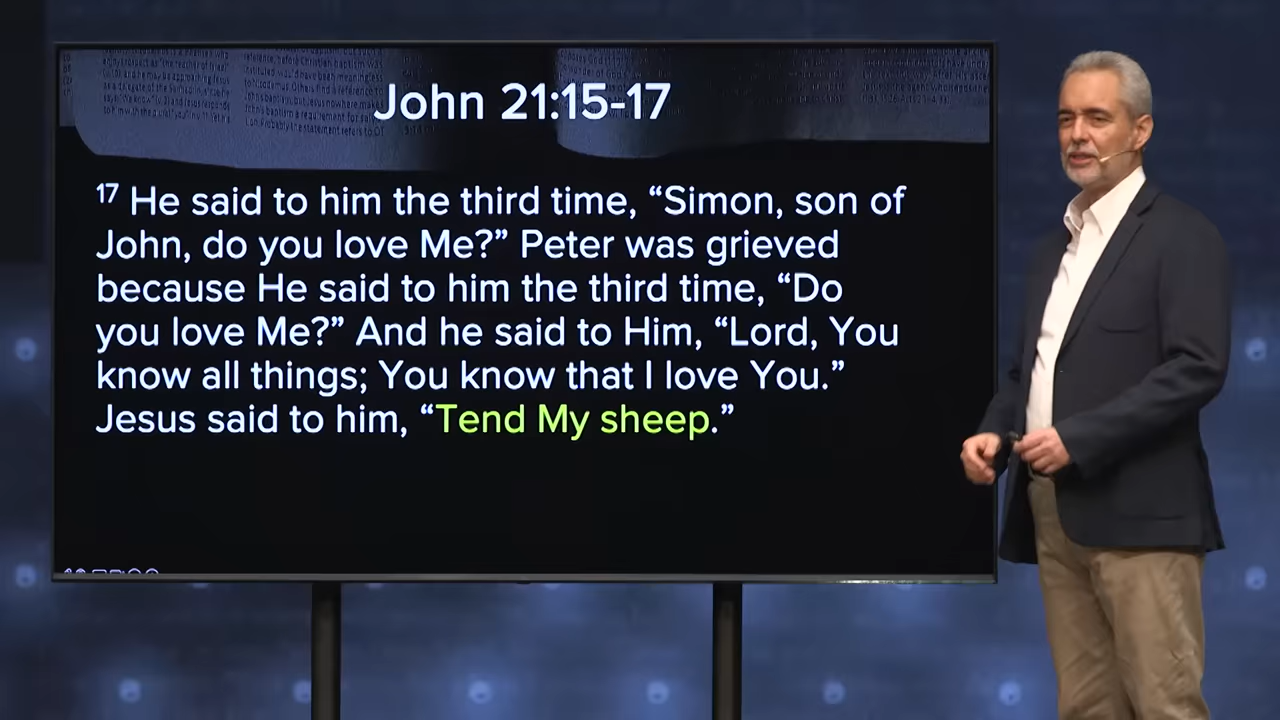 John 21:15-17
17 He said to him the third time, “Simon, son of
John, do you love Me?” Peter was grieved
because He said to him the third time, “Do
you love Me?” And he said to Him, “Lord, You
know all things; You know that I love You.”
Jesus said to him, “Tend My sheep.”